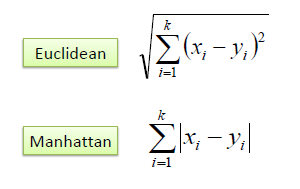 Euclidean √(∑_{i=1}^{k} (x_i − y_i)²)
Manhattan ∑_{i=1}^{k} |x_i − y_i|